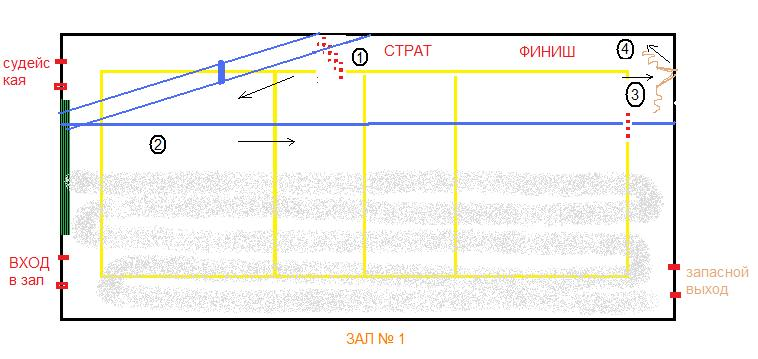 судейс
кая
1
СТРАТ
ФИНИШ
4
3
2
ВХОД
в зал
запасной
выход
ЗАЛ № 1